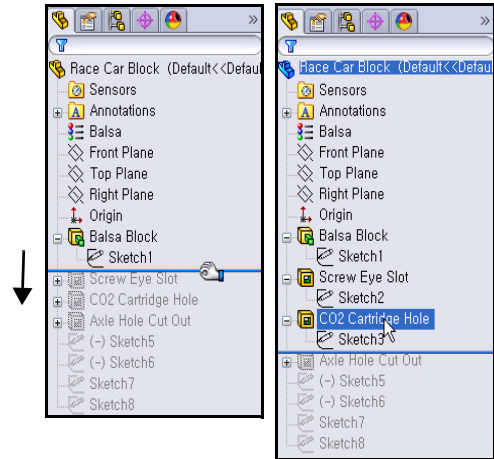 »
Race Car Block (Default<<Defaul
Sensors
A Annotations
Balsa
Front Plane
Top Plane
Right Plane
Origin
Balsa Block
Sketch1
Screw Eye Slot
CO2 Cartridge Hole
Axle Hole Cut Out
(-) Sketch5
(-) Sketch6
Sketch7
Sketch8
»
Race Car Block (Default<<Defau
Sensors
A Annotations
Balsa
Front Plane
Top Plane
Right Plane
Origin
Balsa Block
Sketch1
Screw Eye Slot
Sketch2
CO2 Cartridge Hole
Sketch3
Axle Hole Cut Out
(-) Sketch5
(-) Sketch6
Sketch7
Sketch8